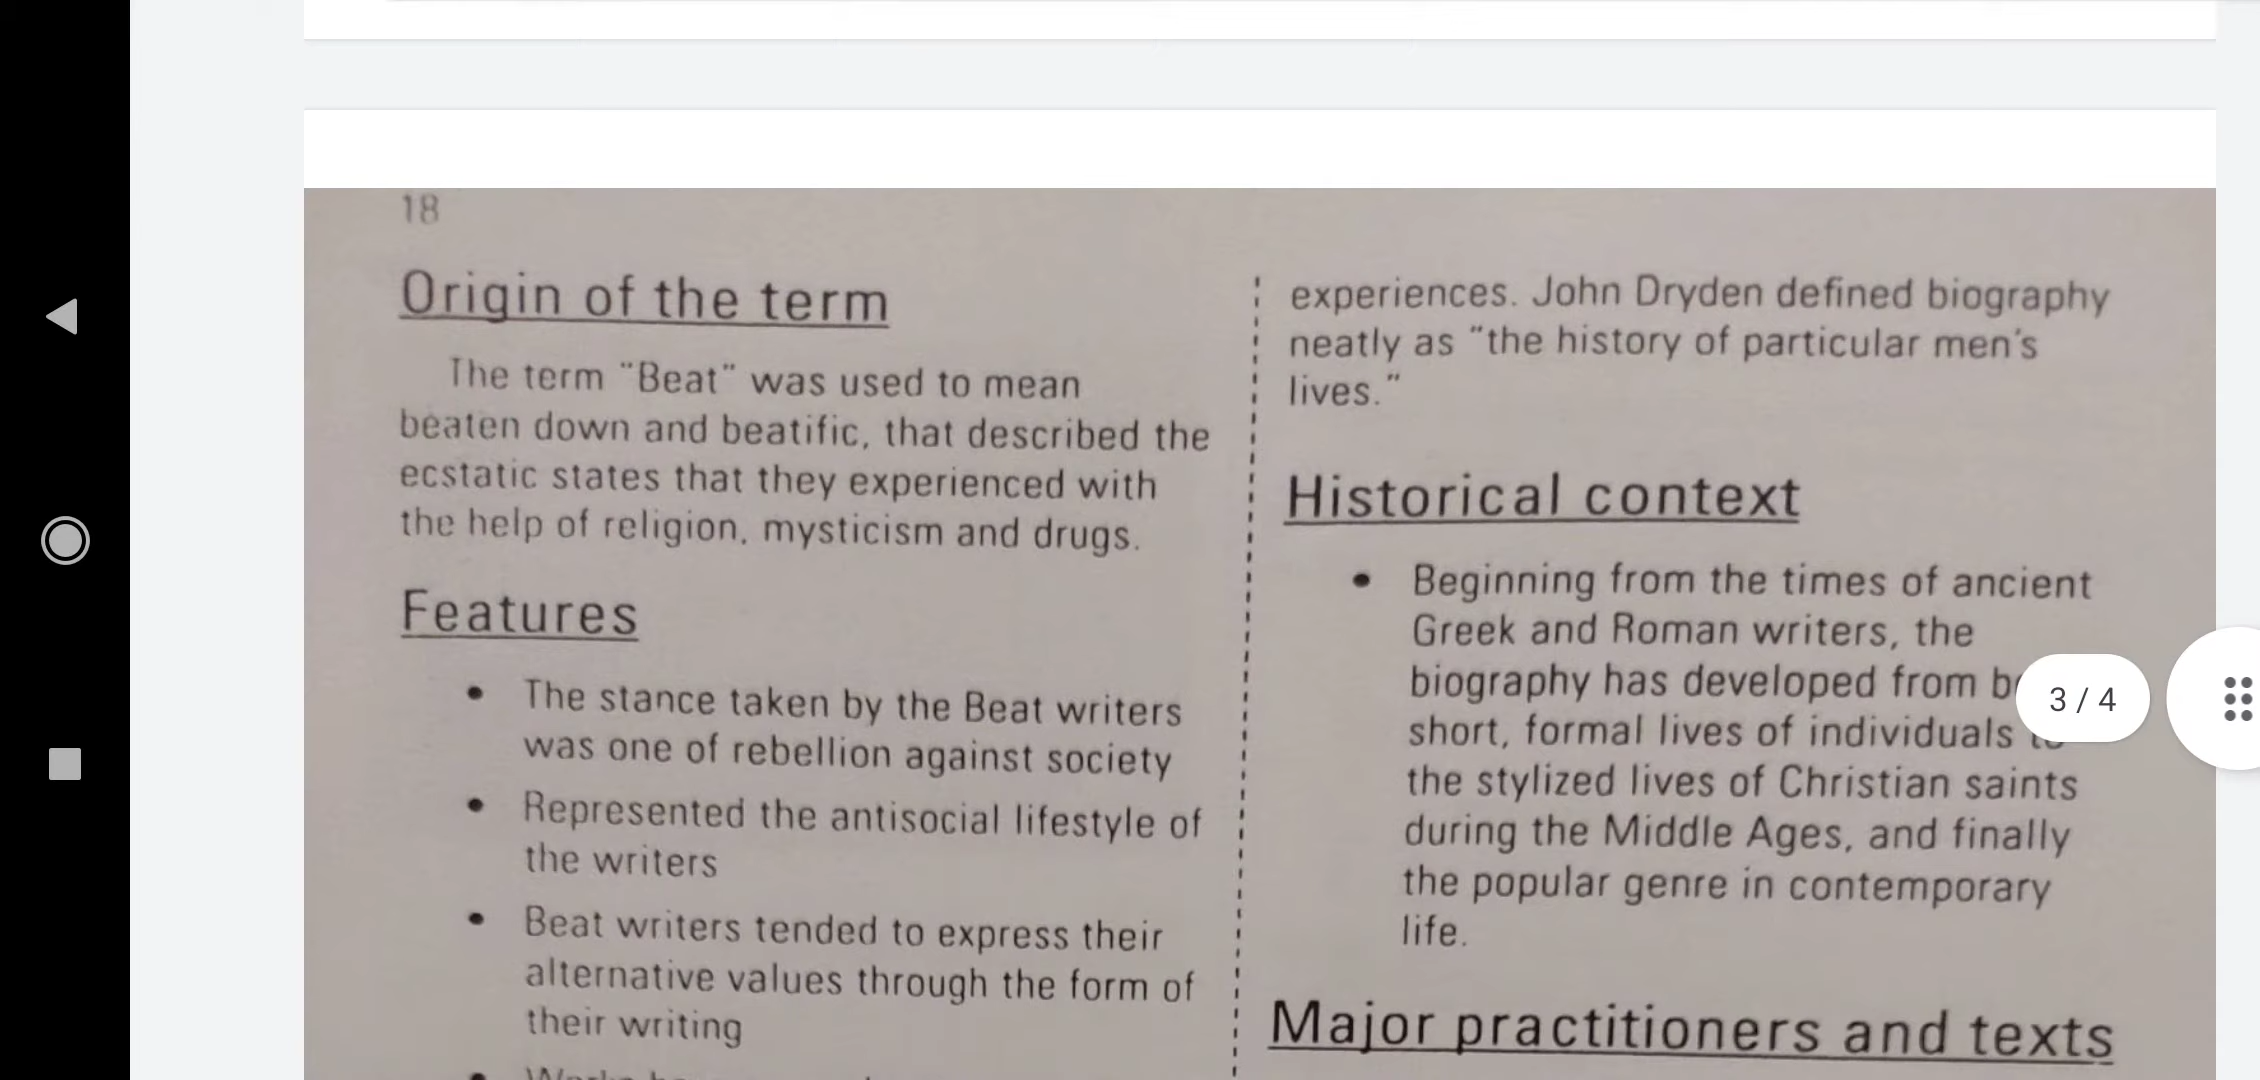 18
Origin of the term
The term "Beat" was used to mean
beaten down and beatific, that described the
ecstatic states that they experienced with
the help of religion, mysticism and drugs.
Features
• The stance taken by the Beat writers
was one of rebellion against society
• Represented the antisocial lifestyle of
the writers
• Beat writers tended to express their
alternative values through the form of
their writing
experiences. John Dryden defined biography
neatly as "the history of particular men's
lives."
Historical context
• Beginning from the times of ancient
Greek and Roman writers, the
biography has developed from
short, formal lives of individuals
the stylized lives of Christian saints
during the Middle Ages, and finally
the popular genre in contemporary
life.
Major practitioners and texts
3 / 4